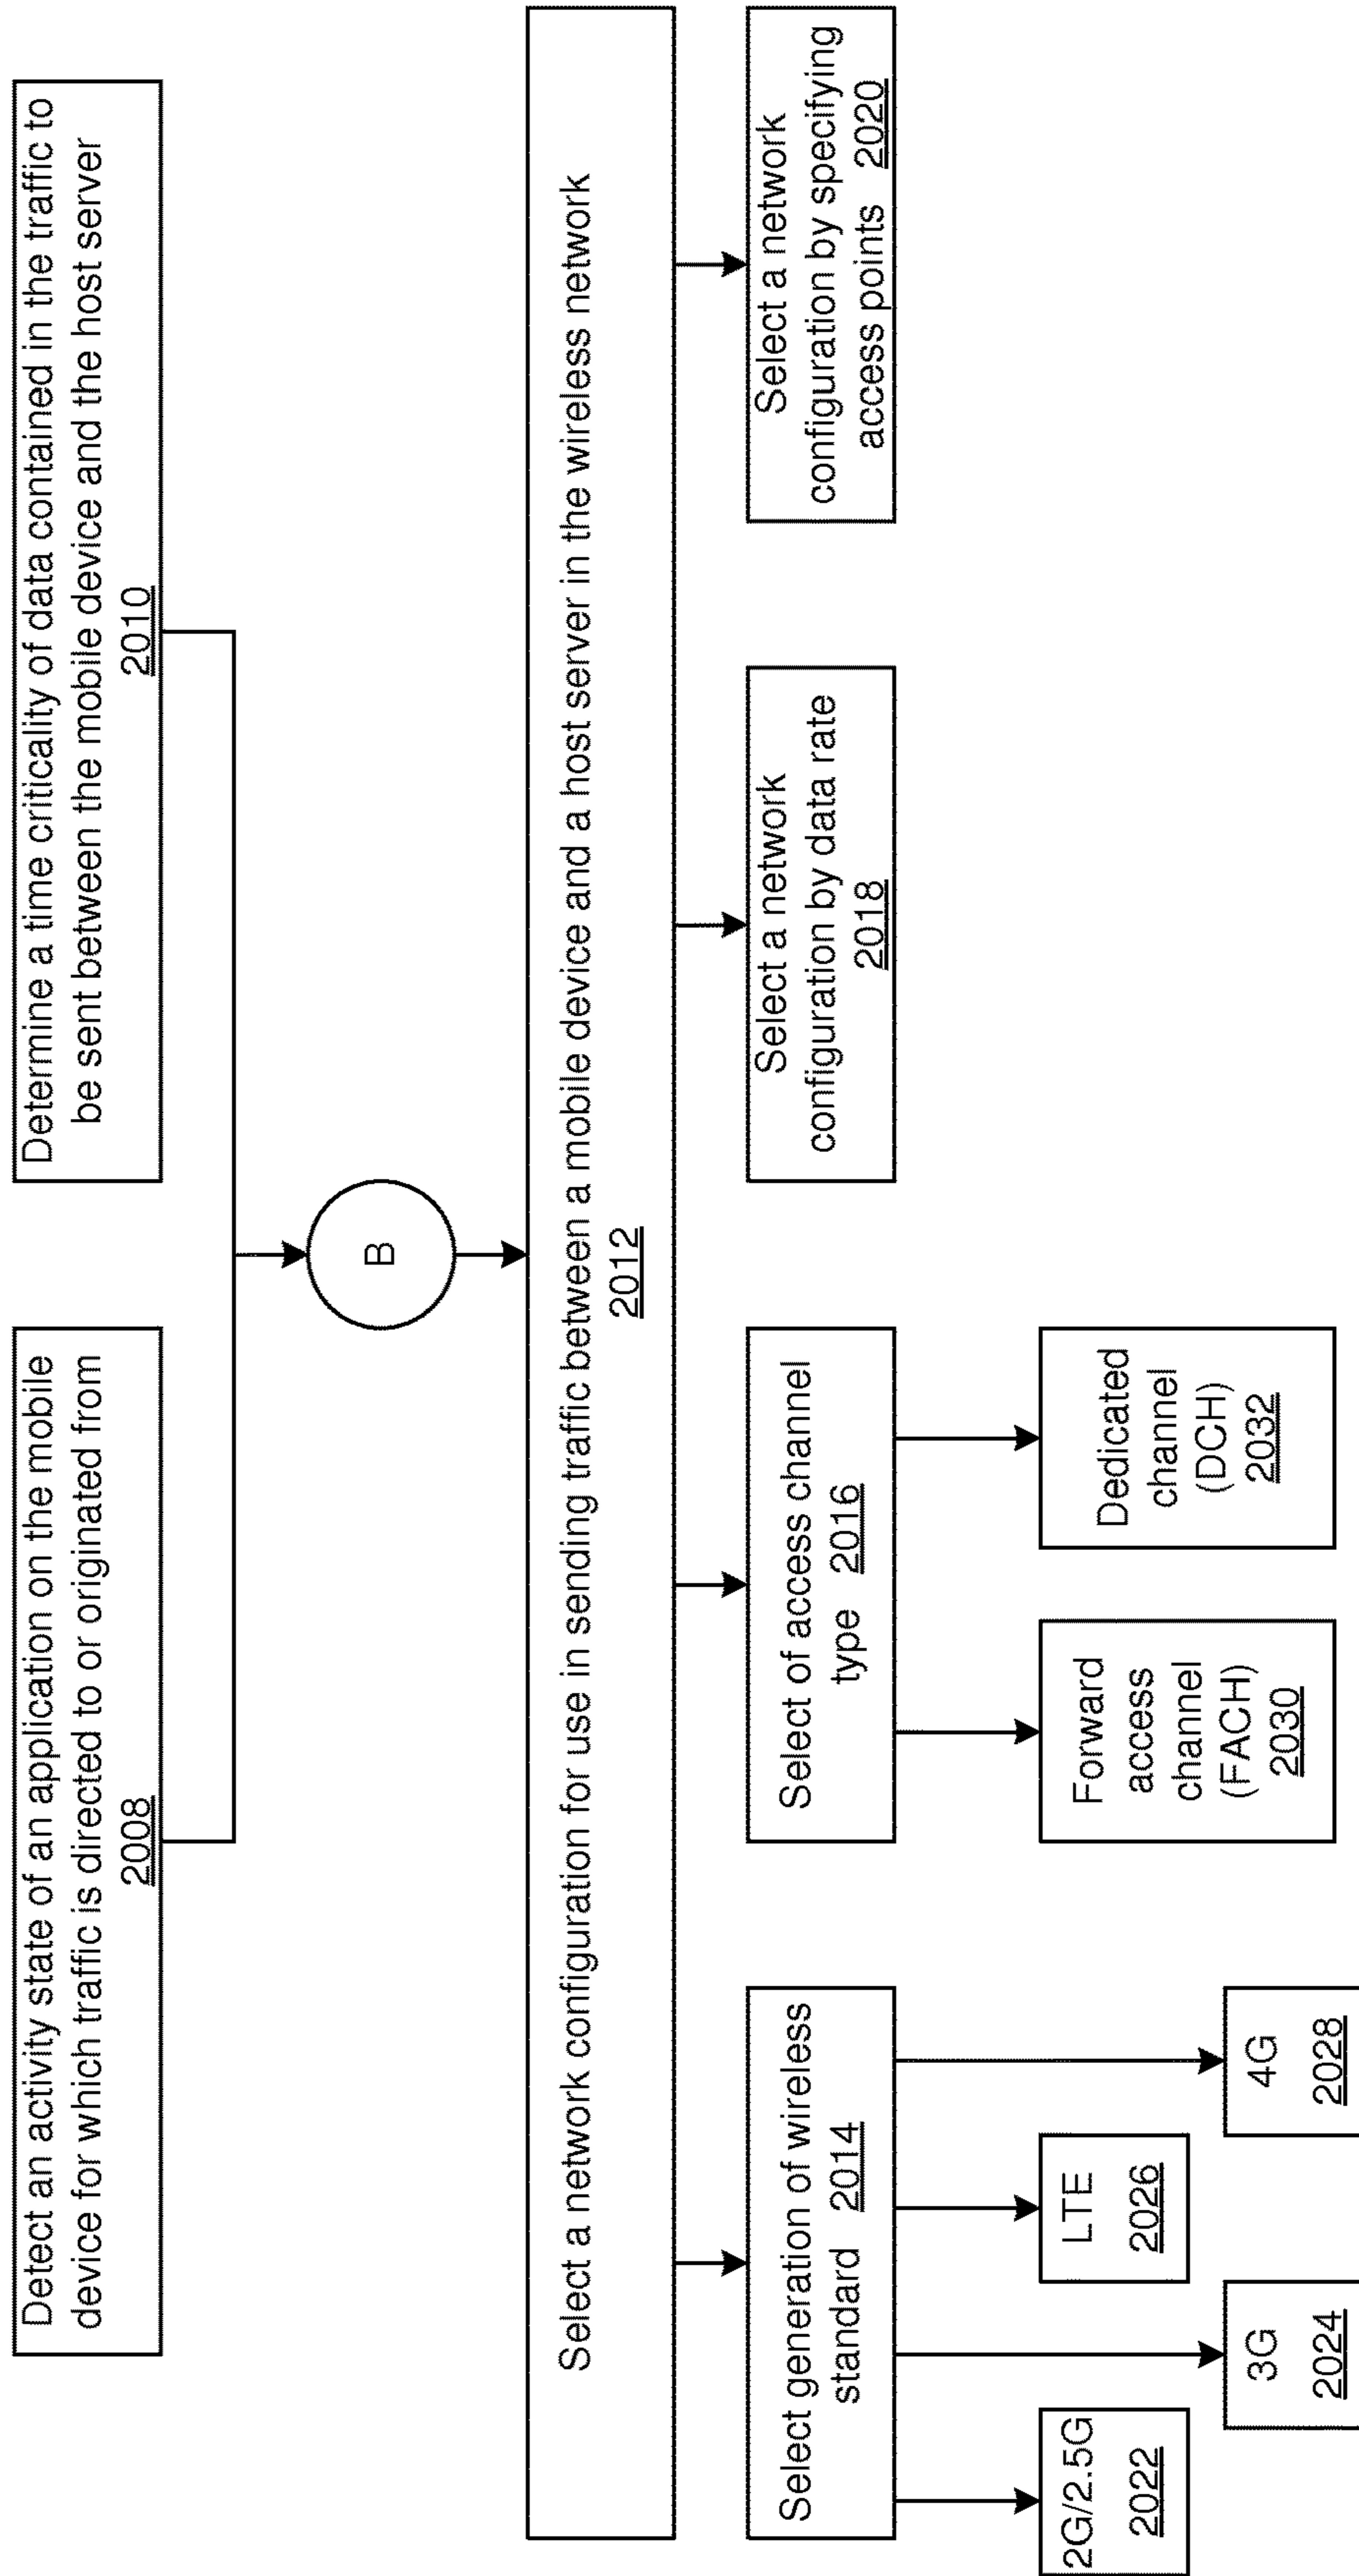 Detect an activity state of an application on the mobile
device for which traffic is directed to or originated from
2008
Determine a time criticality of data contained in the traffic to
be sent between the mobile device and the host server
2010
B
Select a network configuration for use in sending traffic between a mobile device and a host server in the wireless network
2012
Select generation of wireless
standard 2014
Select of access channel
type 2016
Select a network
configuration by data rate
2018
Select a network
configuration by specifying
access points 2020
2G/2.5G
2022
3G
2024
LTE
2026
4G
2028
Forward
access
channel
(FACH)
2030
Dedicated
channel
(DCH)
2032